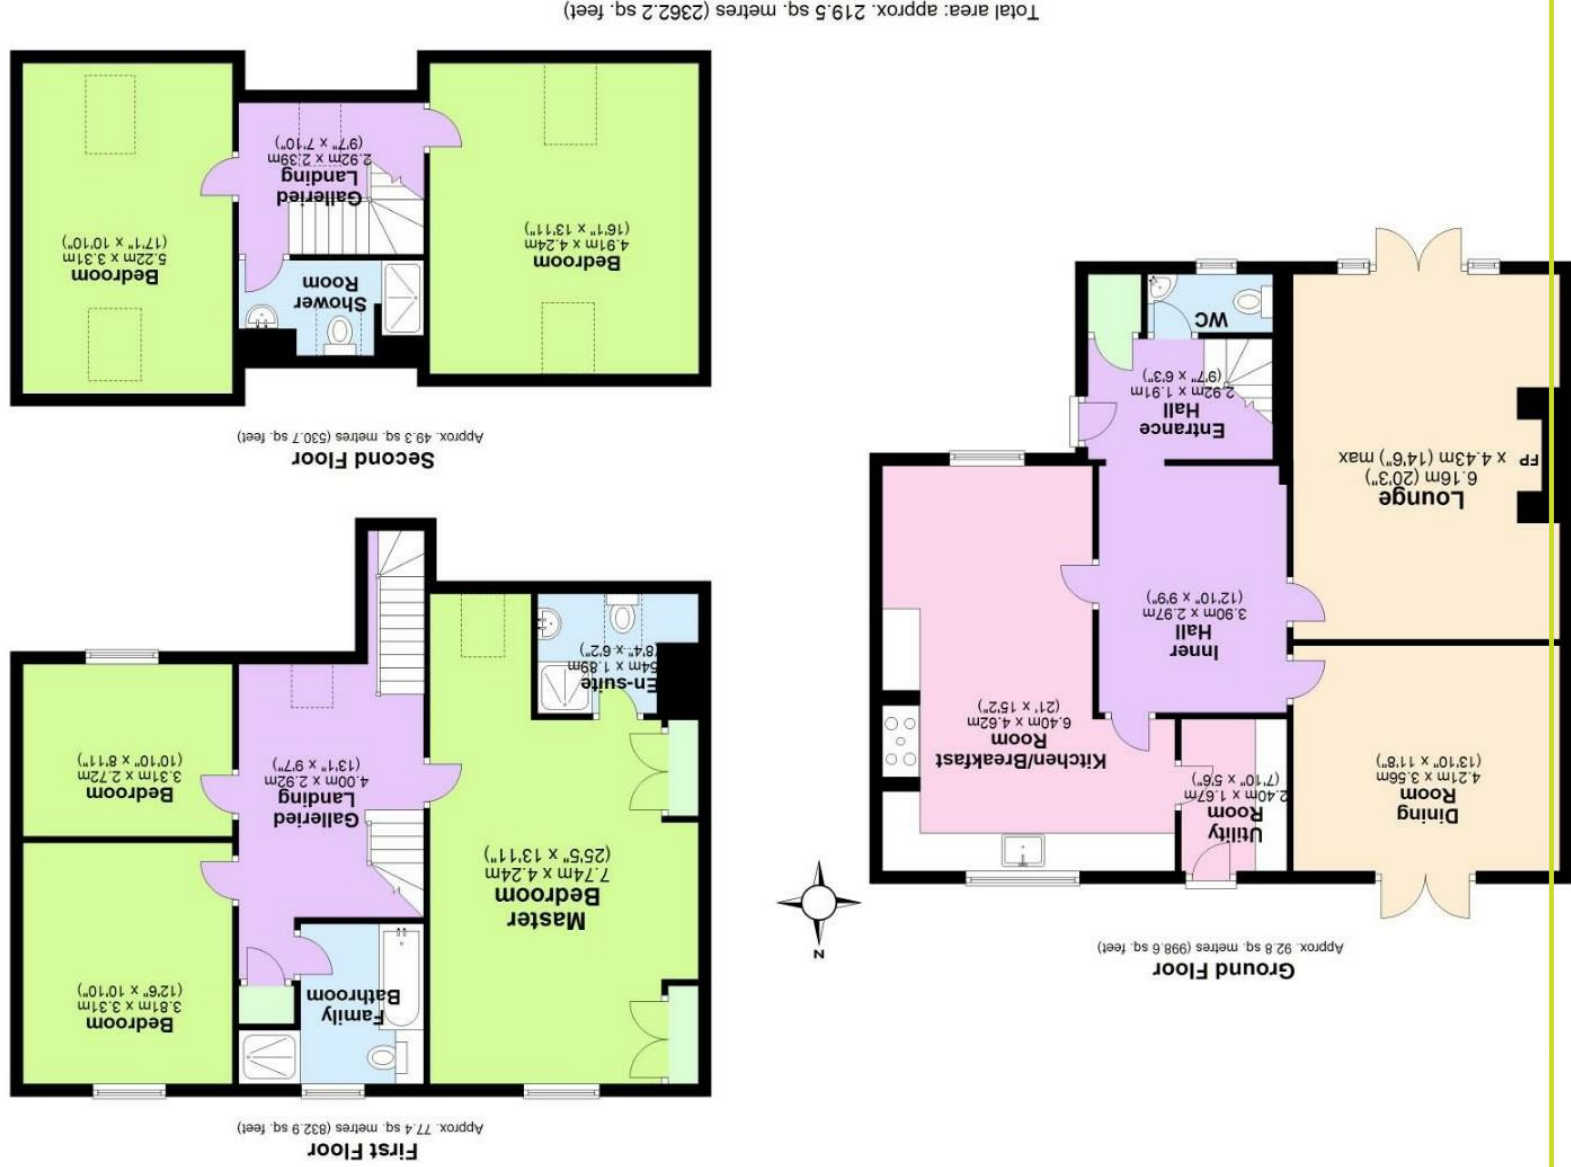 Ground Floor
Approx. 92.8 sq. metres (998.6 sq. feet)
Dining
Room
4.21m x 3.56m
(13'10" x 11'8")
Utility
Room
2.40m x 1.67m
(7'10" x 5'6")
Kitchen/Breakfast
Room
6.40m x 4.62m
(21' x 15'2")
Inner
Hall
3.90m x 2.97m
(12'10" x 9'9")
Lounge
6.16m (20'3")
x 4.43m (14'6") max
FP
Entrance
Hall
2.92m x 1.91m
(9'7" x 6'3")
WC
N
First Floor
Approx. 77.4 sq. metres (832.9 sq. feet)
Master
Bedroom
7.74m x 4.24m
(25'5" x 13'11")
Family
Bathroom
Bedroom
3.81m x 3.31m
(12'6" x 10'10")
Galleried
Landing
4.00m x 2.92m
(13'1" x 9'7")
Bedroom
3.31m x 2.72m
(10'10" x 8'11")
En-suite
54m x 1.89m
(8'4" x 6'2")
Second Floor
Approx. 49.3 sq. metres (530.7 sq. feet)
Bedroom
4.91m x 4.24m
(16'1" x 13'11")
Shower
Room
Galleried
Landing
2.92m x 2.39m
(9'7" x 7'10")
Bedroom
5.22m x 3.31m
(17'1" x 10'10")
Total area: approx. 219.5 sq. metres (2362.2 sq. feet)